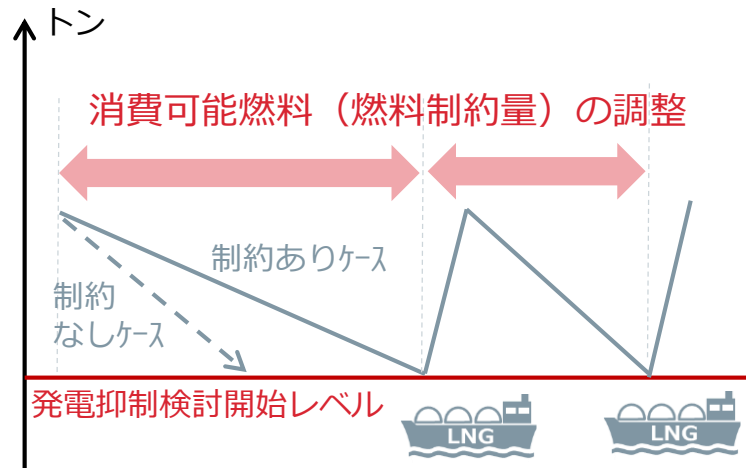 トン
消費可能燃料（燃料制約量）の調整
制約ありｹｰｽ
制約
なしｹｰｽ
発電抑制検討開始レベル
LNG
LNG